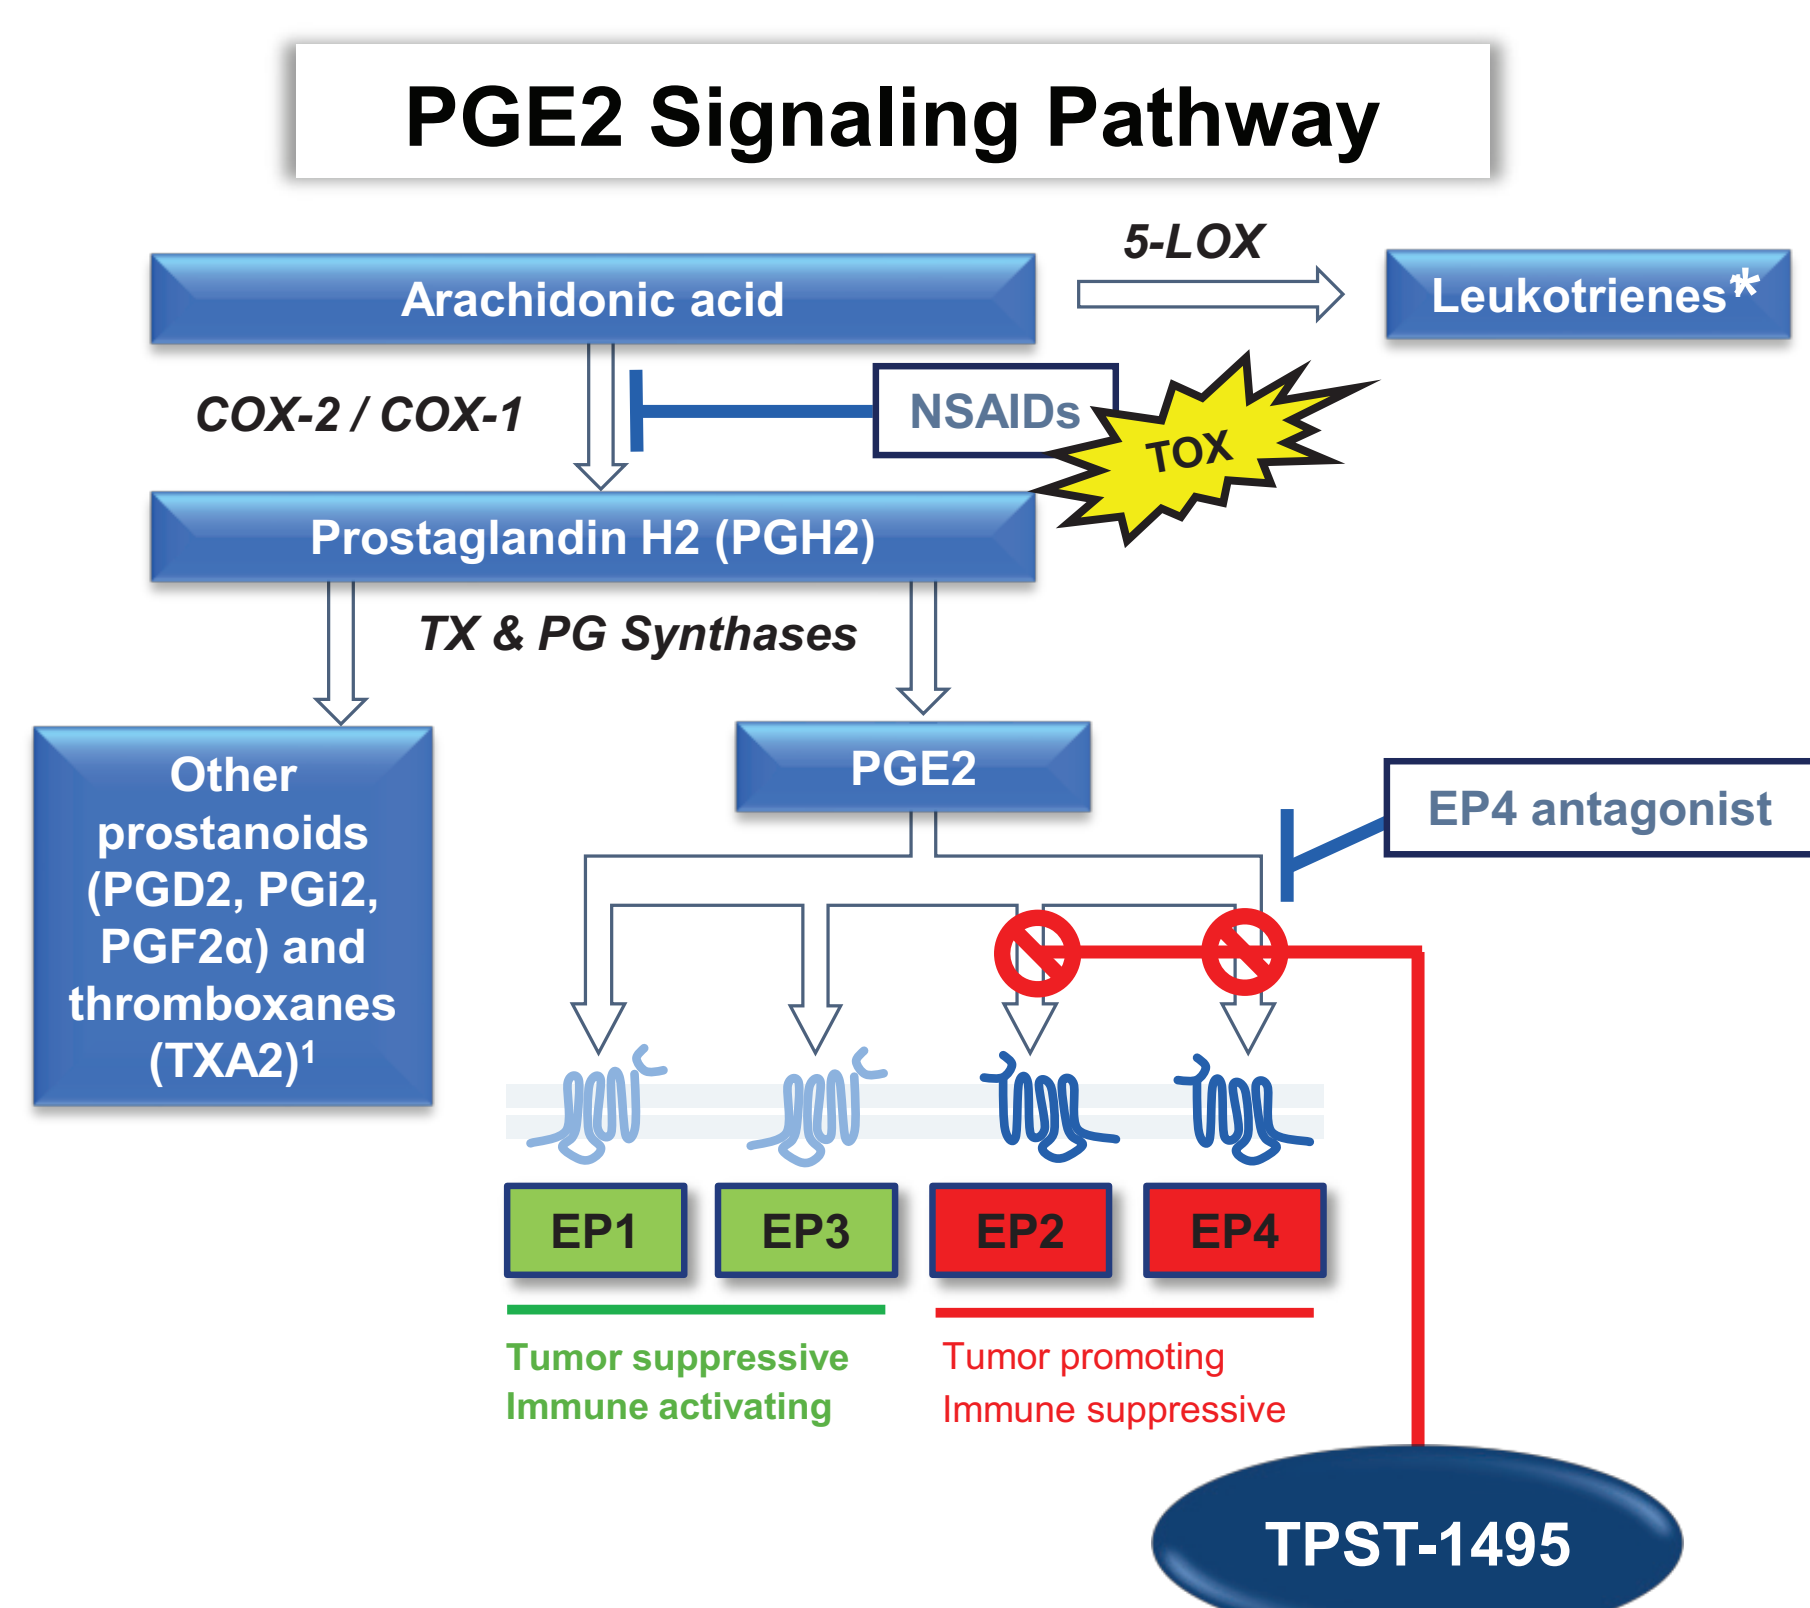 PGE2 Signaling Pathway
5-LOX
Arachidonic acid
Leukotrienes*
COX-2 / COX-1
NSAIDs
TOX
Prostaglandin H2 (PGH2)
TX & PG Synthases
Other
prostanoids
(PGD2, PGi2,
PGF2α) and
thromboxanes
(TXA2)¹
PGE2
EP4 antagonist
EP1
EP3
EP2
EP4
Tumor suppressive
Immune activating
Tumor promoting
Immune suppressive
TPST-1495